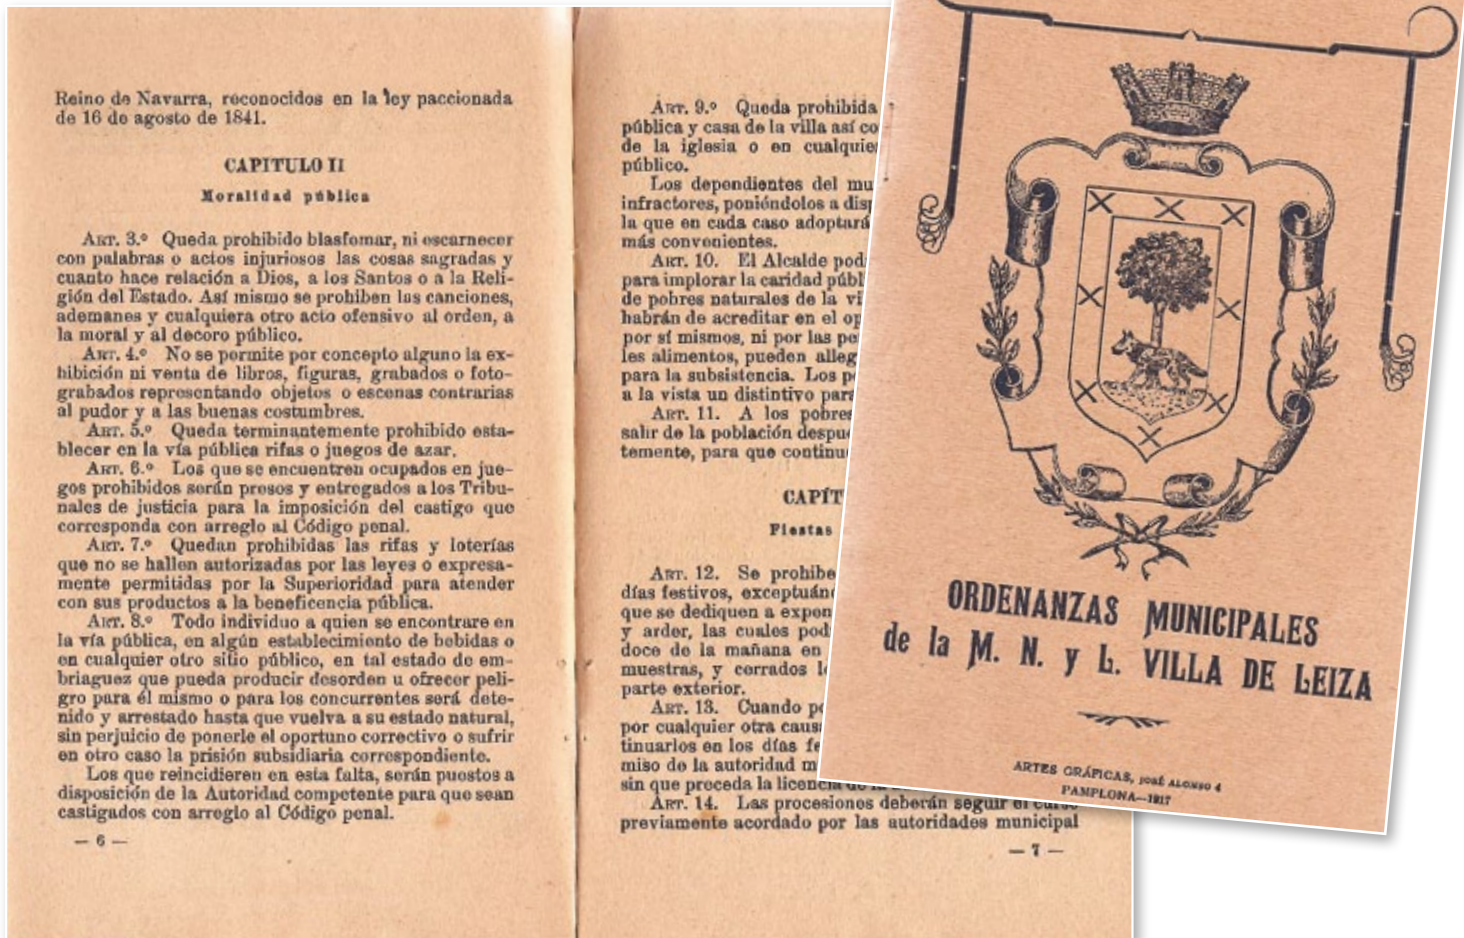 Reino de Navarra, reconocidos en la ley paccionada
de 16 de agosto de 1841.
CAPITULO II
Moralidad pública
ART. 3.º Queda prohibido blasfemar, ni escarnecer
con palabras o actos injuriosos las cosas sagradas y
cuanto hace relación a Dios, a los Santos o a la Reli-
gión del Estado. Así mismo se prohiben las canciones,
ademanes y cualquiera otro acto ofensivo al orden, a
la moral y al decoro público.
ART. 4.º No se permite por concepto alguno la ex-
hibición ni venta de libros, figuras, grabados o foto-
grabados representando objetos o escenas contrarias
al pudor y a las buenas costumbres.
ART. 5.º Queda terminantemente prohibido esta-
blecer en la vía pública rifas o juegos de azar.
ART. 6.º Los que se encuentren ocupados en jue-
gos prohibidos serán presos y entregados a los Tribu-
nales de justicia para la imposición del castigo que
corresponda con arreglo al Código penal.
ART. 7.º Quedan prohibidas las rifas y loterías
que no se hallen autorizadas por las leyes o expresa-
mente permitidas por la Superioridad para atender
con sus productos a la beneficencia pública.
ART. 8.º Todo individuo a quien se encontrare en
la vía pública, en algún establecimiento de bebidas o
en cualquier otro sitio público, en tal estado de em-
briaguez que pueda producir desorden u ofrecer peli-
gro para él mismo o para los concurrentes será dete-
nido y arrestado hasta que vuelva a su estado natural,
sin perjuicio de ponerle el oportuno correctivo o sufrir
en otro caso la prisión subsidiaria correspondiente.
Los que reincidieren en esta falta, serán puestos a
disposición de la Autoridad competente para que sean
castigados con arreglo al Código penal.
— 6 —
ART. 9.º Queda prohibida
pública y casa de la villa así co
de la iglesia o en cualquie
público.
Los dependientes del mu
infractores, poniéndolos a disp
la que en cada caso adoptará
más convenientes.
ART. 10. El Alcalde pod
para implorar la caridad públ
de pobres naturales de la vi
habrán de acreditar en el op
por sí mismos, ni por las pe
les alimentos, pueden alleg
para la subsistencia. Los p
a la vista un distintivo para
ART. 11. A los pobres
salir de la población despu
temente, para que continu
CAPÍT
Fiestas
ART. 12. Se prohibe
días festivos, exceptuánd
que se dediquen a expen
y arder, las cuales pod
doce de la mañana en
muestras, y cerrados l
parte exterior.
ART. 13. Cuando p
por cualquier otra caus
tinuarlos en los días fe
miso de la autoridad m
sin que proceda la licencia de la
ART. 14. Las procesiones deberán seguir el curso
previamente acordado por las autoridades municipal
— 7 —
ORDENANZAS MUNICIPALES
de la M. N. y L. VILLA DE LEIZA
ARTES GRÁFICAS, JOSÉ ALONSO 4
PAMPLONA—1917